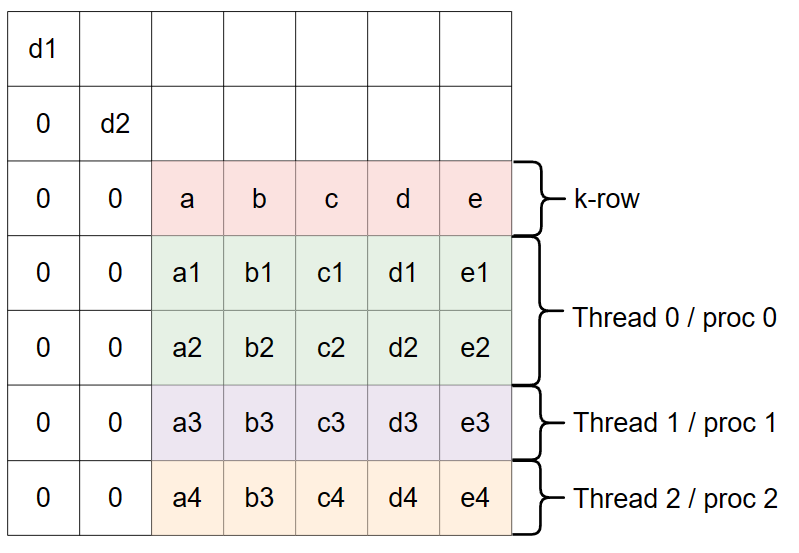 d1
0 d2
0 0 a b c d e k-row
0 0 a1 b1 c1 d1 e1
Thread 0 / proc 0
0 0 a2 b2 c2 d2 e2
0 0 a3 b3 c3 d3 e3 Thread 1 / proc 1
0 0 a4 b3 c4 d4 e4 Thread 2 / proc 2